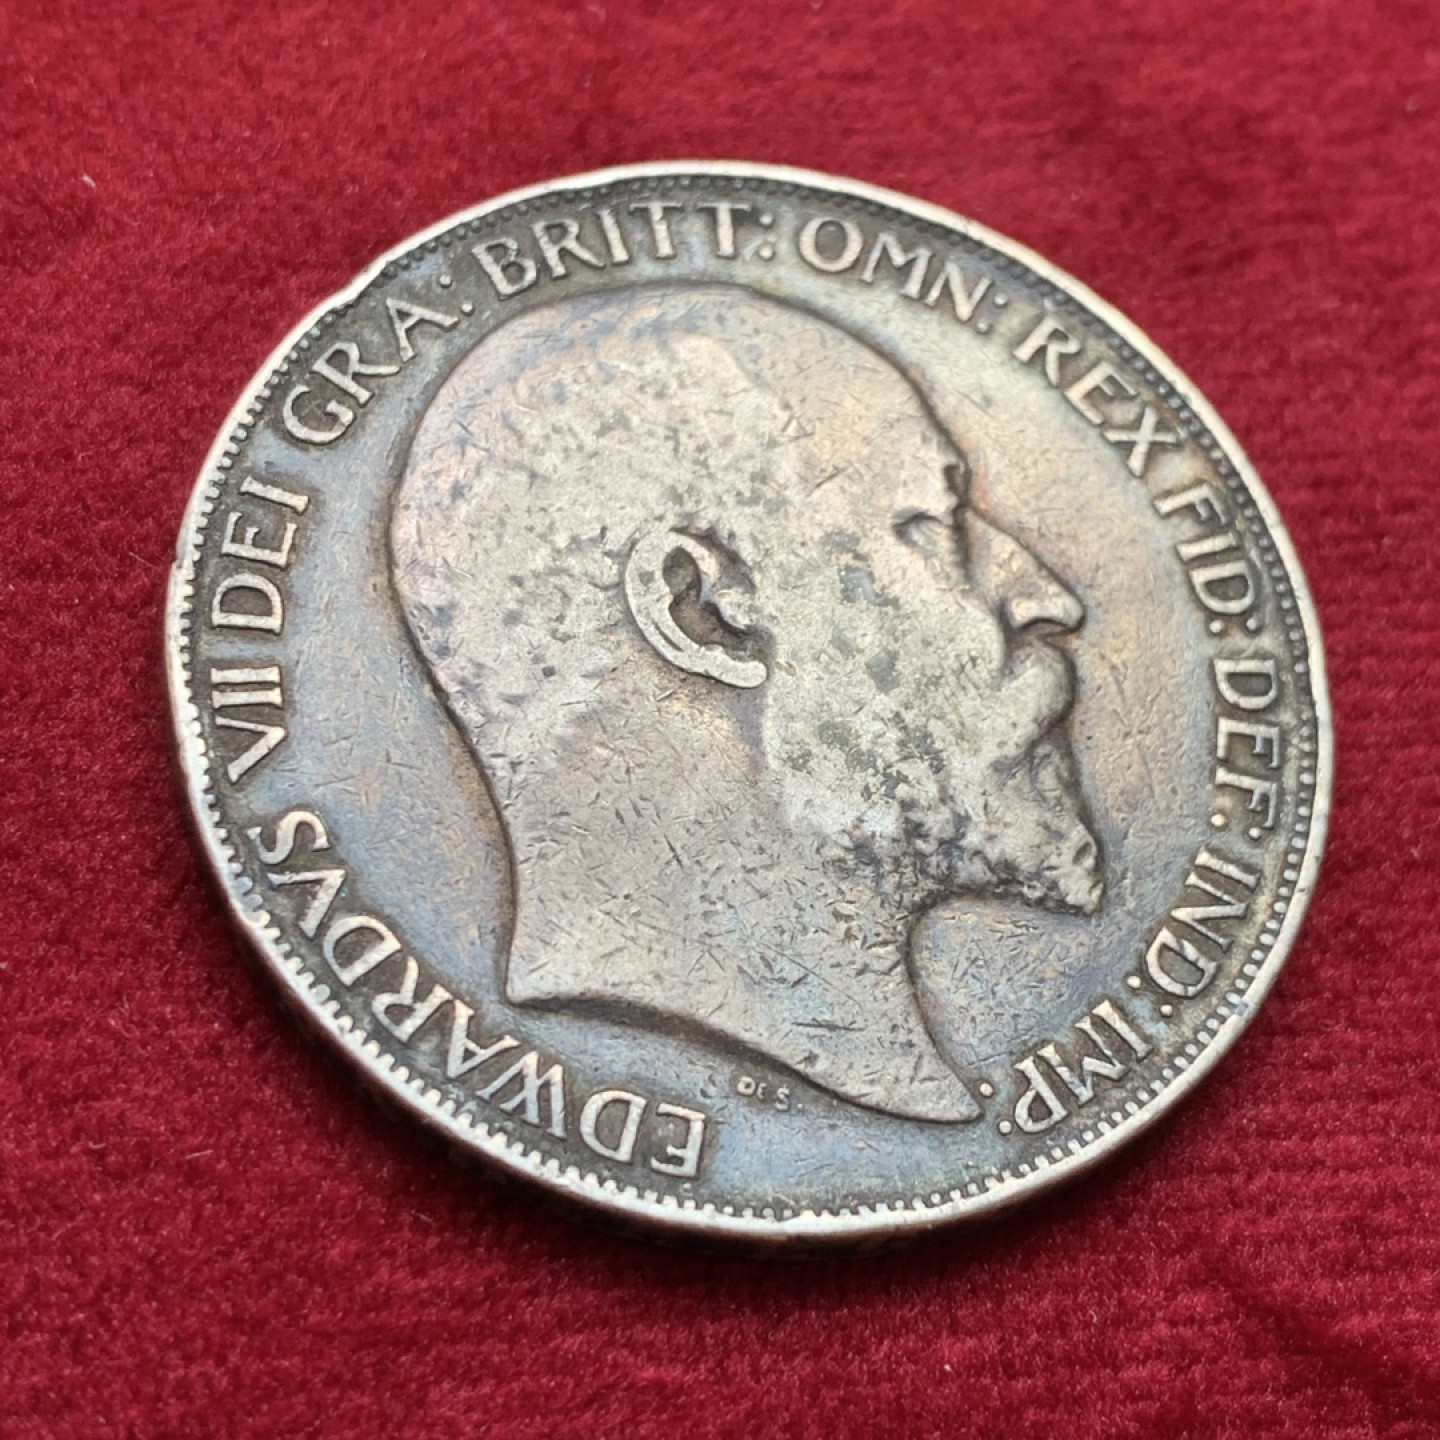 EDWARDVS VII DEI GRA: BRITT: OMN: REX FID: DEF: IND: IMP:
DE S.